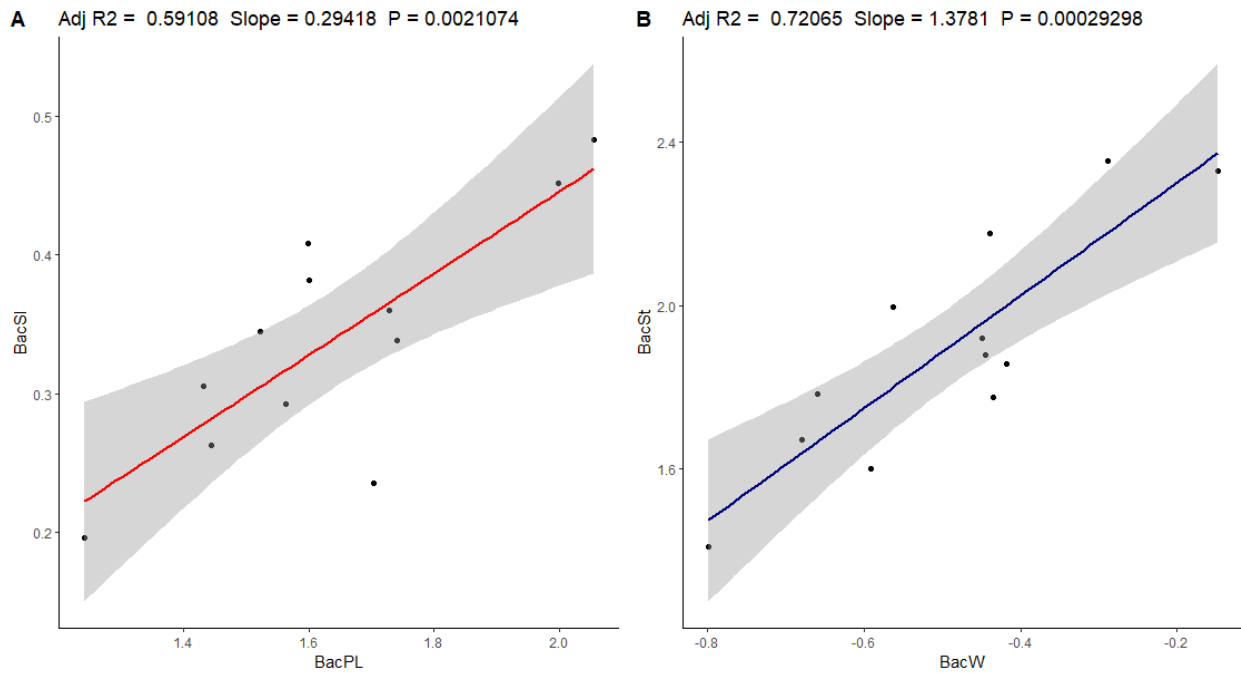 A Adj R2 = 0.59108 Slope = 0.29418 P = 0.0021074
0.5
0.4
0.3
0.2
BacSl
1.4 1.6 1.8 2.0
BacPL
B Adj R2 = 0.72065 Slope = 1.3781 P = 0.00029298
2.4
2.0
1.6
BacSt
-0.8 -0.6 -0.4 -0.2
BacW